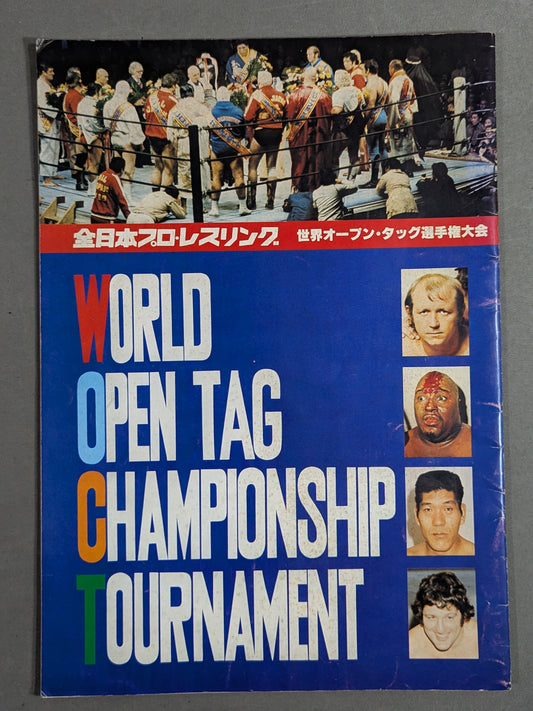 全日本プロ・レスリング 世界オープン・タッグ選手権大会
WORLD
OPEN TAG
CHAMPIONSHIP
TOURNAMENT